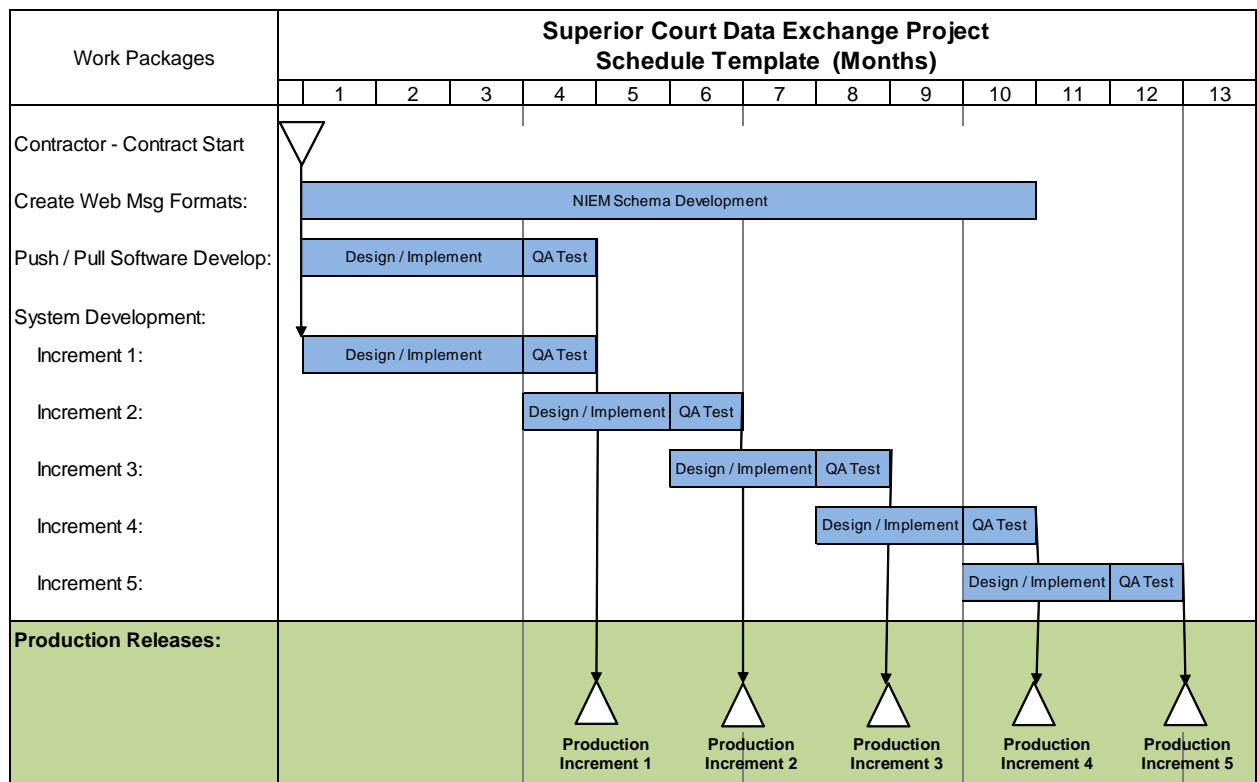 Work Packages
Superior Court Data Exchange Project
Schedule Template (Months)
1 2 3 4 5 6 7 8 9 10 11 12 13
Contractor - Contract Start
Create Web Msg Formats:
NIEM Schema Development
Push / Pull Software Develop:
Design / Implement
QA Test
System Development:
Increment 1:
Design / Implement
QA Test
Increment 2:
Design / Implement
QA Test
Increment 3:
Design / Implement
QA Test
Increment 4:
Design / Implement
QA Test
Increment 5:
Design / Implement
QA Test
Production Releases:
Production
Increment 1
Production
Increment 2
Production
Increment 3
Production
Increment 4
Production
Increment 5